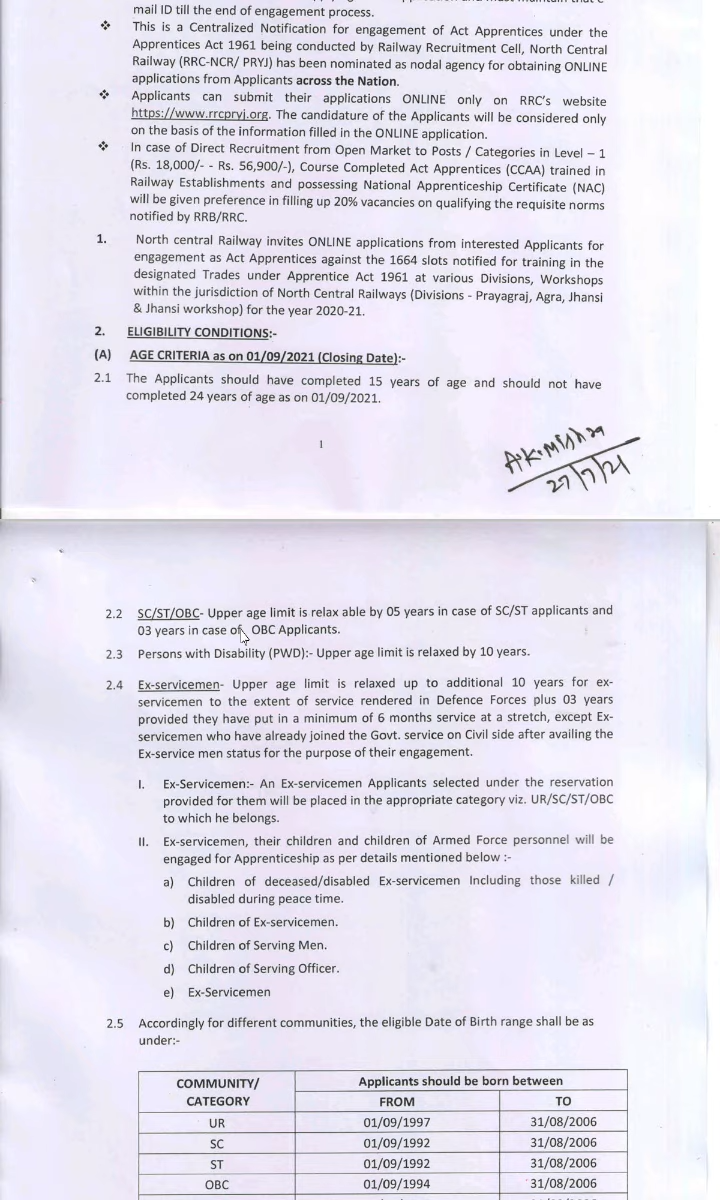 mail ID till the end of engagement process.
❖ This is a Centralized Notification for engagement of Act Apprentices under the
Apprentices Act 1961 being conducted by Railway Recruitment Cell, North Central
Railway (RRC-NCR/ PRYJ) has been nominated as nodal agency for obtaining ONLINE
applications from Applicants across the Nation.
❖ Applicants can submit their applications ONLINE only on RRC's website
https://www.rrcpryj.org. The candidature of the Applicants will be considered only
on the basis of the information filled in the ONLINE application.
❖ In case of Direct Recruitment from Open Market to Posts / Categories in Level – 1
(Rs. 18,000/- - Rs. 56,900/-), Course Completed Act Apprentices (CCAA) trained in
Railway Establishments and possessing National Apprenticeship Certificate (NAC)
will be given preference in filling up 20% vacancies on qualifying the requisite norms
notified by RRB/RRC.
1. North central Railway invites ONLINE applications from interested Applicants for
engagement as Act Apprentices against the 1664 slots notified for training in the
designated Trades under Apprentice Act 1961 at various Divisions, Workshops
within the jurisdiction of North Central Railways (Divisions - Prayagraj, Agra, Jhansi
& Jhansi workshop) for the year 2020-21.
2. ELIGIBILITY CONDITIONS:-
(A) AGE CRITERIA as on 01/09/2021 (Closing Date):-
2.1 The Applicants should have completed 15 years of age and should not have
completed 24 years of age as on 01/09/2021.
1
A.K.Mishra
27/7/21
2.2 SC/ST/OBC- Upper age limit is relax able by 05 years in case of SC/ST applicants and
03 years in case of OBC Applicants.
2.3 Persons with Disability (PWD):- Upper age limit is relaxed by 10 years.
2.4 Ex-servicemen- Upper age limit is relaxed up to additional 10 years for ex-
servicemen to the extent of service rendered in Defence Forces plus 03 years
provided they have put in a minimum of 6 months service at a stretch, except Ex-
servicemen who have already joined the Govt. service on Civil side after availing the
Ex-service men status for the purpose of their engagement.
I. Ex-Servicemen:- An Ex-servicemen Applicants selected under the reservation
provided for them will be placed in the appropriate category viz. UR/SC/ST/OBC
to which he belongs.
II. Ex-servicemen, their children and children of Armed Force personnel will be
engaged for Apprenticeship as per details mentioned below :-
a) Children of deceased/disabled Ex-servicemen Including those killed /
disabled during peace time.
b) Children of Ex-servicemen.
c) Children of Serving Men.
d) Children of Serving Officer.
e) Ex-Servicemen
2.5 Accordingly for different communities, the eligible Date of Birth range shall be as
under:-
COMMUNITY/ Applicants should be born between
CATEGORY FROM TO
UR 01/09/1997 31/08/2006
SC 01/09/1992 31/08/2006
ST 01/09/1992 31/08/2006
OBC 01/09/1994 31/08/2006